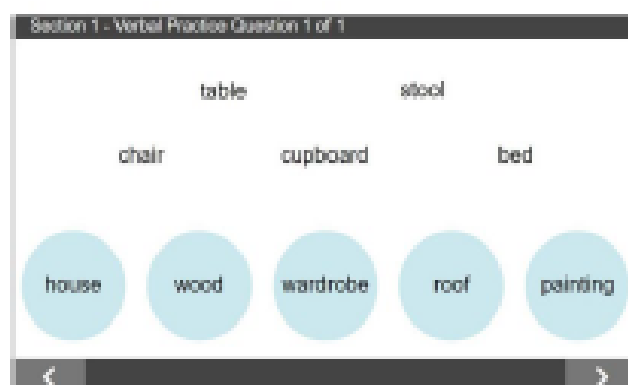 Section 1 - Verbal Practice Question 1 of 1
table stool
chair cupboard bed
house wood wardrobe roof painting